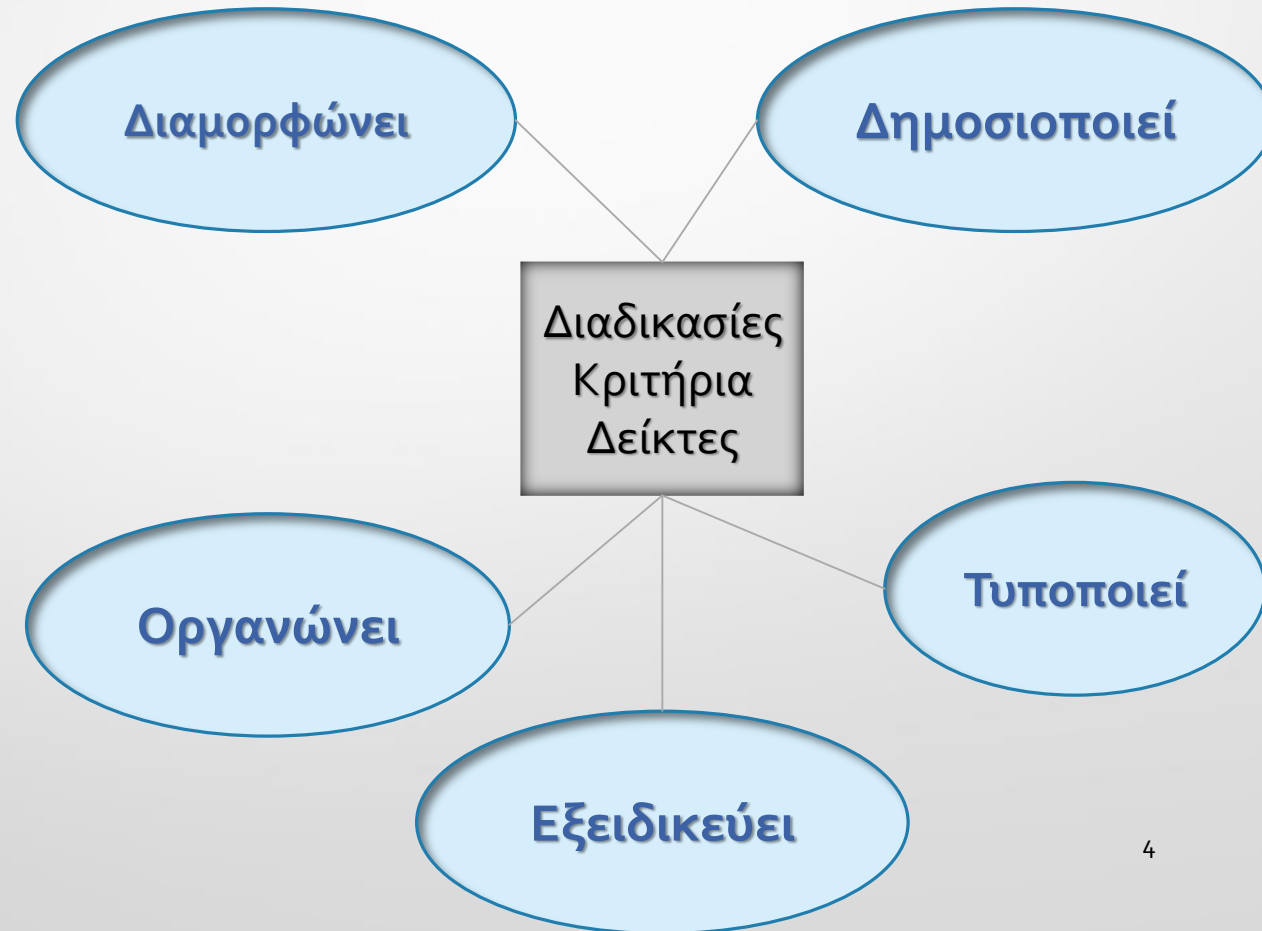 Διαμορφώνει
Δημοσιοποιεί
Διαδικασίες
Κριτήρια
Δείκτες
Οργανώνει
Τυποποιεί
Εξειδικεύει
4